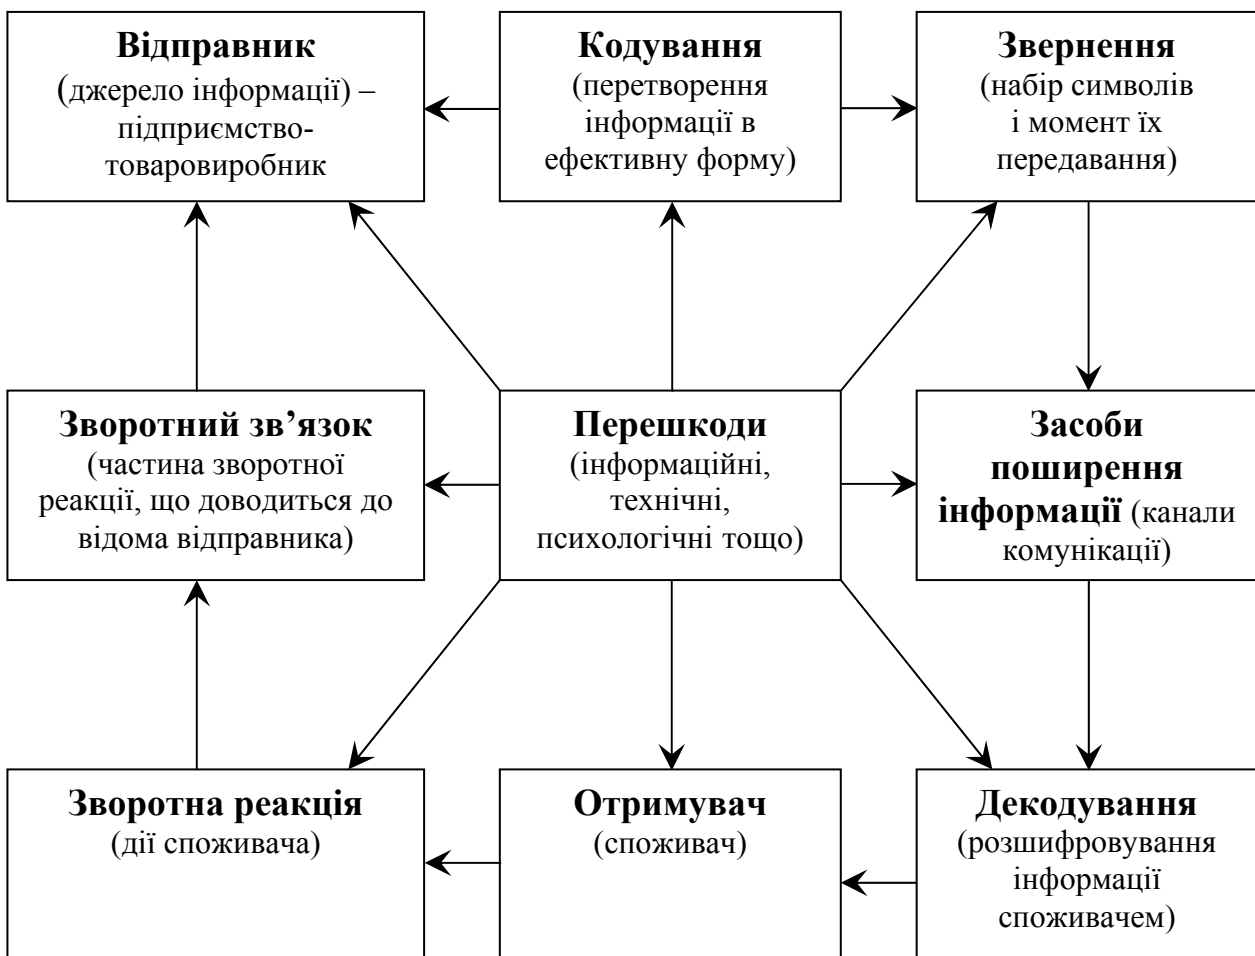 Відправник
(джерело інформації) –
підприємство-
товаровиробник
Кодування
(перетворення
інформації в
ефективну форму)
Звернення
(набір символів
і момент їх
передавання)
Зворотний зв’язок
(частина зворотної
реакції, що доводиться до
відома відправника)
Перешкоди
(інформаційні,
технічні,
психологічні тощо)
Засоби
поширення
інформації (канали
комунікації)
Зворотна реакція
(дії споживача)
Отримувач
(споживач)
Декодування
(розшифровування
інформації
споживачем)